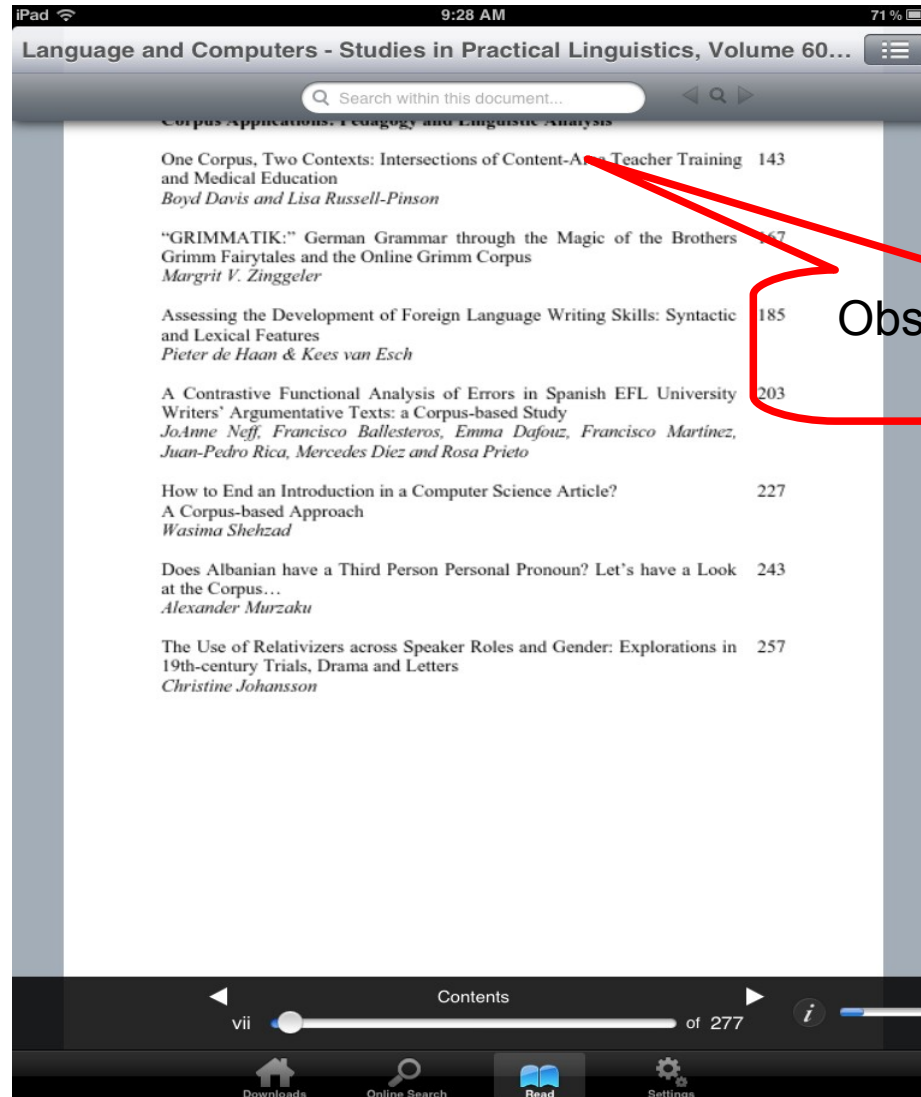 iPad 9:28 AM 71 %
Language and Computers - Studies in Practical Linguistics, Volume 60...
Search within this document...
Corpus Applications: Pedagogy and Linguistic Analysis
One Corpus, Two Contexts: Intersections of Content-Area Teacher Training 143
and Medical Education
Boyd Davis and Lisa Russell-Pinson
“GRIMMATIK:” German Grammar through the Magic of the Brothers 167
Grimm Fairytales and the Online Grimm Corpus
Margrit V. Zinggeler
Assessing the Development of Foreign Language Writing Skills: Syntactic 185
and Lexical Features
Pieter de Haan & Kees van Esch
A Contrastive Functional Analysis of Errors in Spanish EFL University 203
Writers’ Argumentative Texts: a Corpus-based Study
JoAnne Neff, Francisco Ballesteros, Emma Dafouz, Francisco Martínez,
Juan-Pedro Rica, Mercedes Díez and Rosa Prieto
How to End an Introduction in a Computer Science Article? 227
A Corpus-based Approach
Wasima Shehzad
Does Albanian have a Third Person Personal Pronoun? Let’s have a Look 243
at the Corpus…
Alexander Murzaku
The Use of Relativizers across Speaker Roles and Gender: Explorations in 257
19th-century Trials, Drama and Letters
Christine Johansson
Obs
Contents
vii of 277
i
Downloads Online Search Read Settings